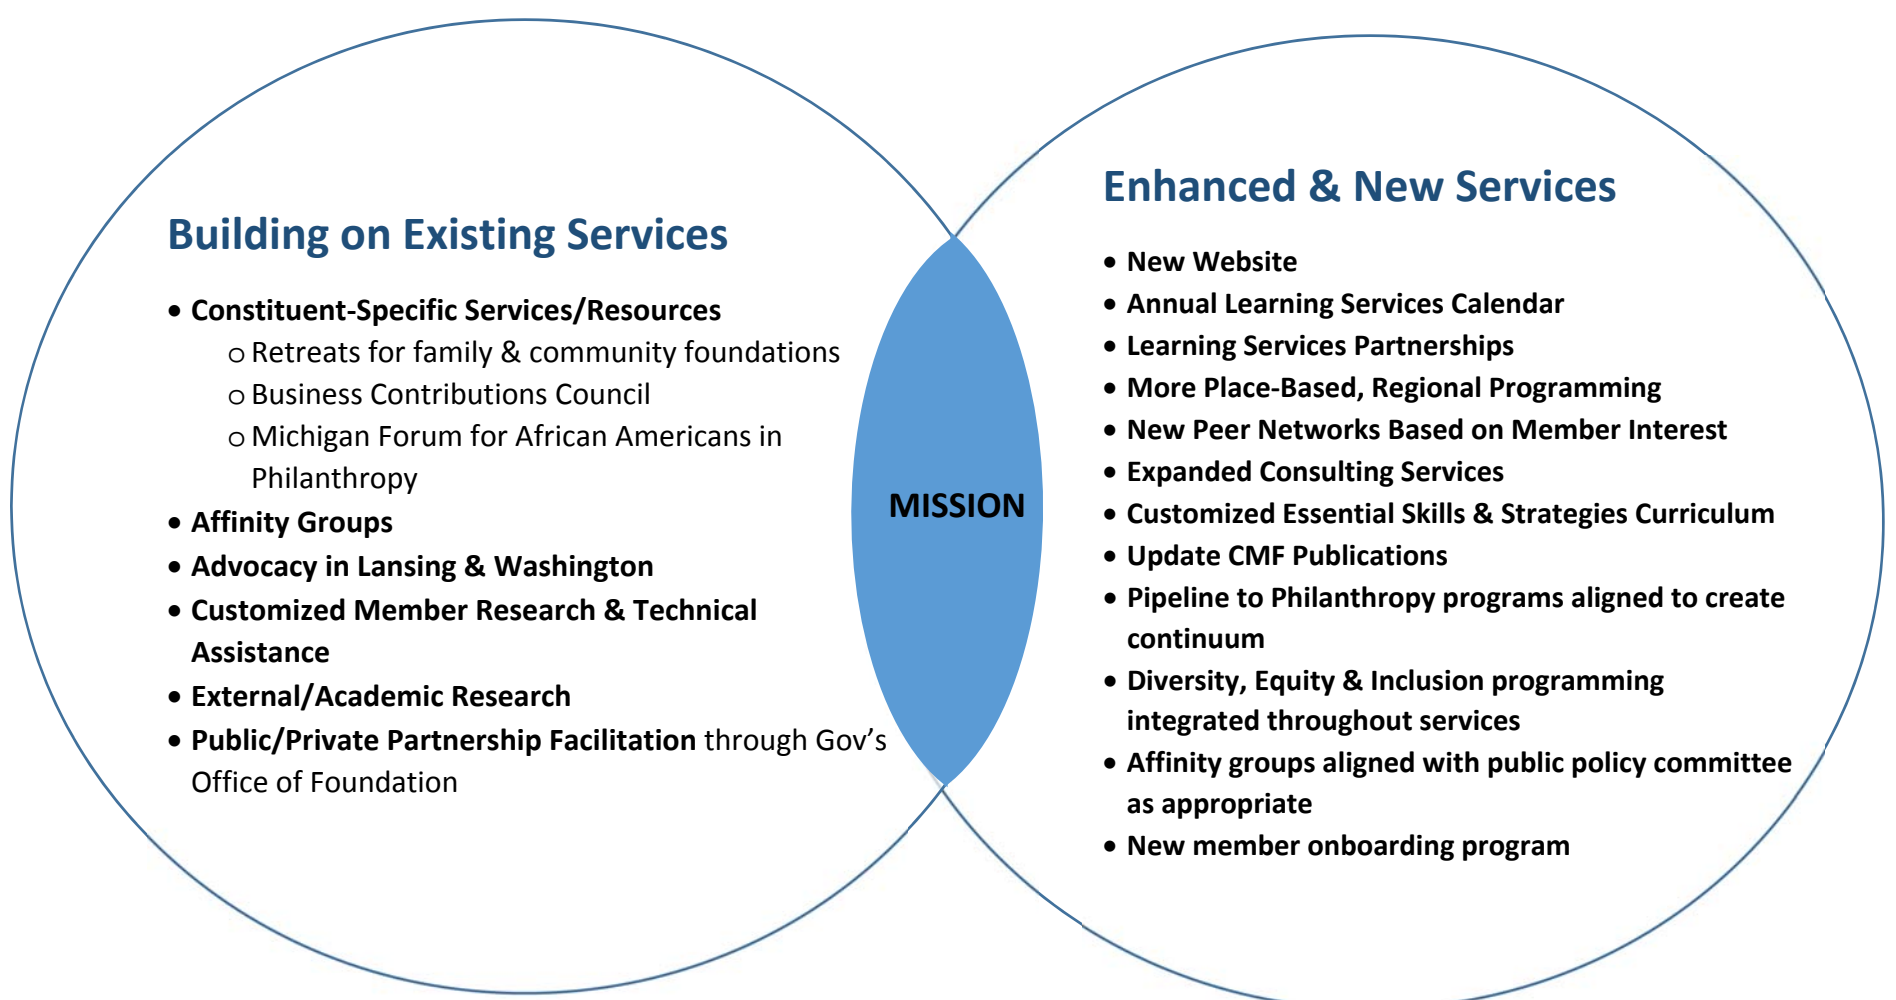 Building on Existing Services
• Constituent-Specific Services/Resources
o Retreats for family & community foundations
o Business Contributions Council
o Michigan Forum for African Americans in
Philanthropy
• Affinity Groups
• Advocacy in Lansing & Washington
• Customized Member Research & Technical
Assistance
• External/Academic Research
• Public/Private Partnership Facilitation through Gov’s
Office of Foundation
MISSION
Enhanced & New Services
• New Website
• Annual Learning Services Calendar
• Learning Services Partnerships
• More Place-Based, Regional Programming
• New Peer Networks Based on Member Interest
• Expanded Consulting Services
• Customized Essential Skills & Strategies Curriculum
• Update CMF Publications
• Pipeline to Philanthropy programs aligned to create
continuum
• Diversity, Equity & Inclusion programming
integrated throughout services
• Affinity groups aligned with public policy committee
as appropriate
• New member onboarding program